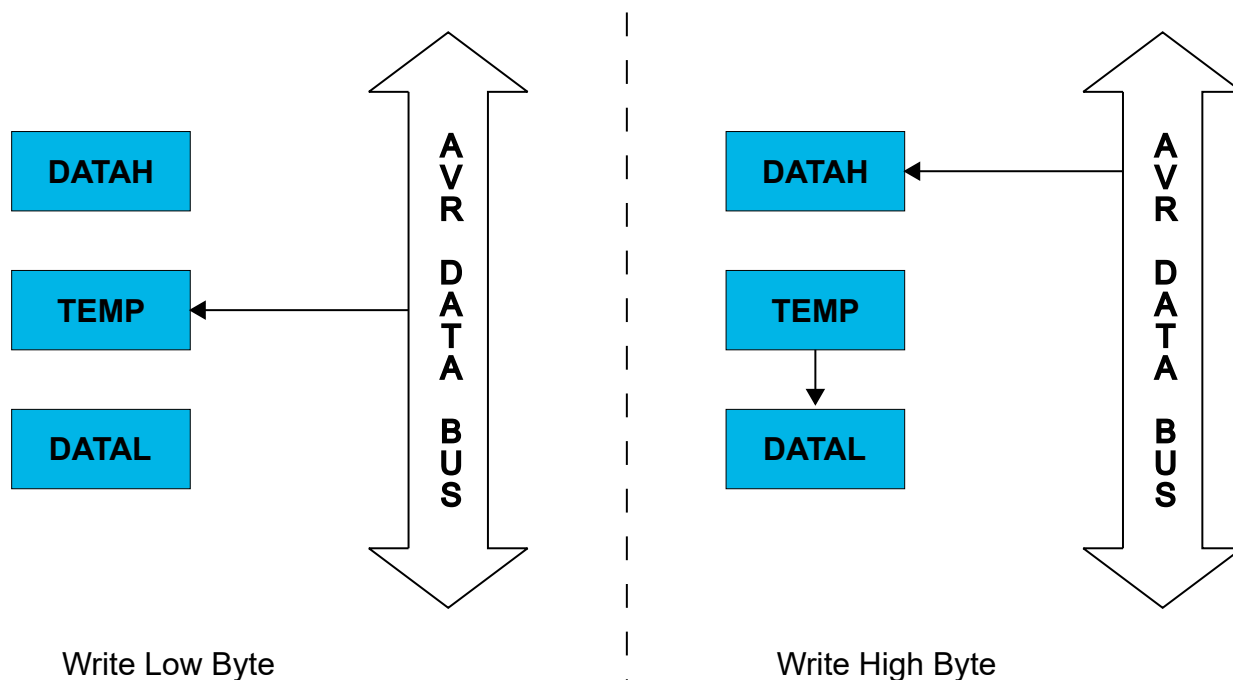 DATAH
TEMP
DATAL
AVR DATA BUS
Write Low Byte
DATAH
TEMP
DATAL
AVR DATA BUS
Write High Byte